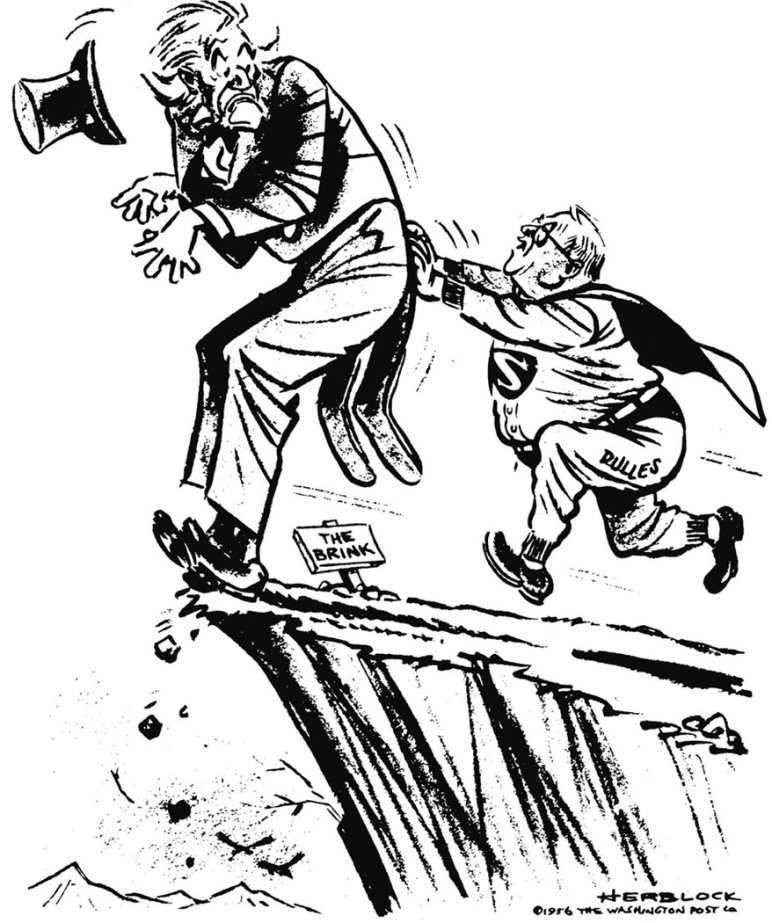 S
DULLES
THE
BRINK
HERBLOCK
©1956 THE WASHINGTON POST CO